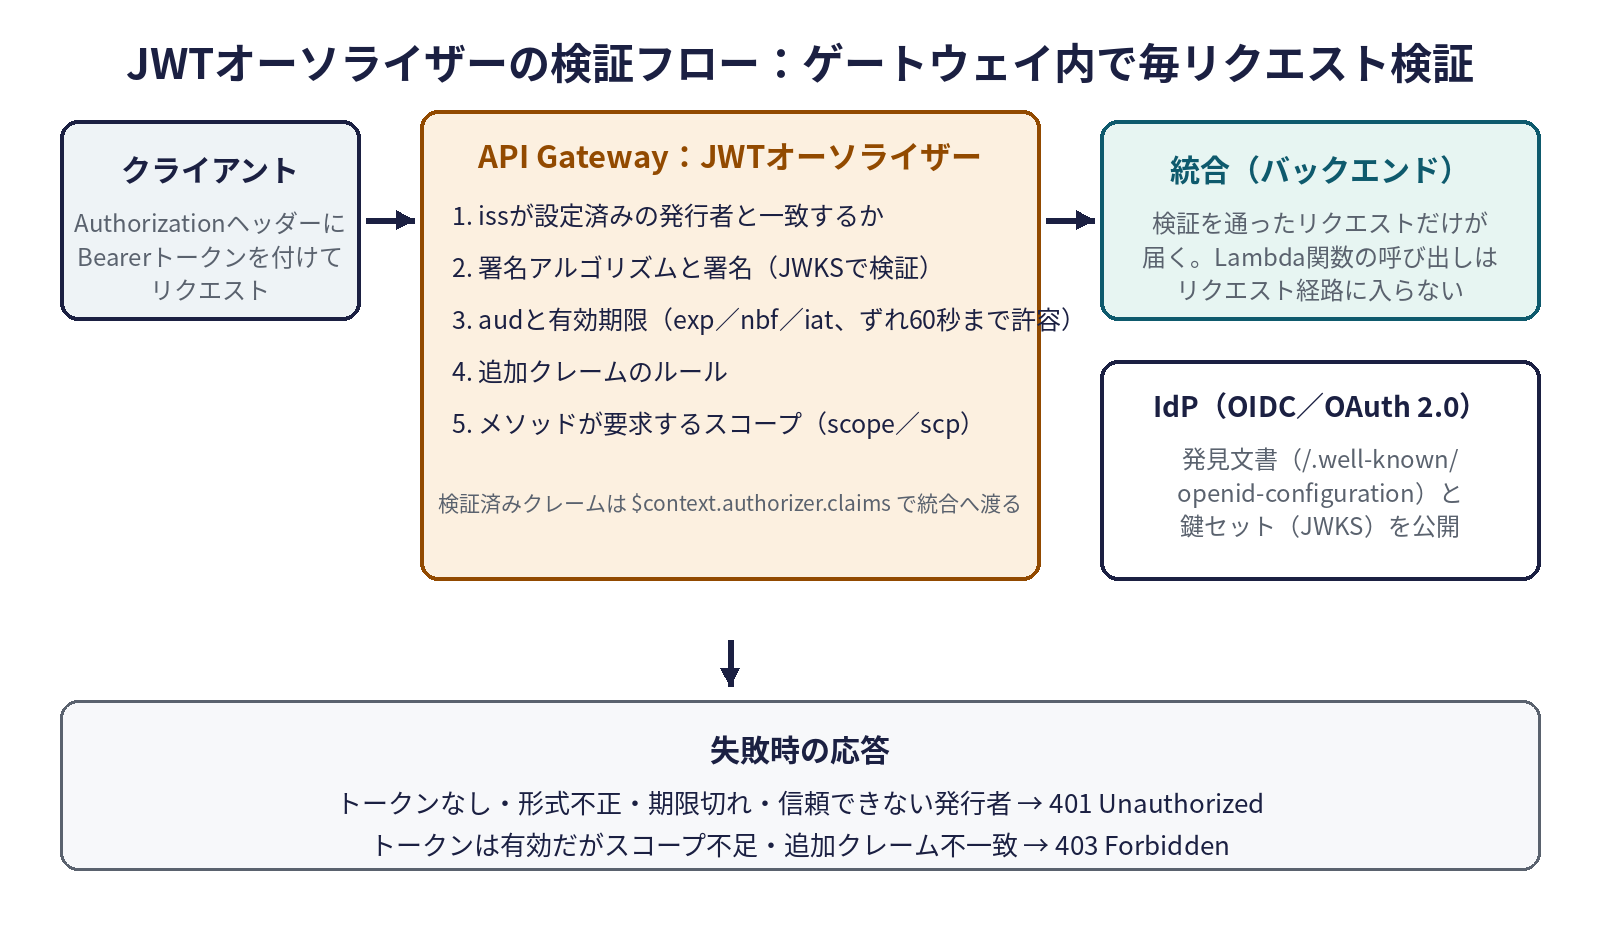 JWTオーソライザーの検証フロー：ゲートウェイ内で毎リクエスト検証
クライアント
Authorizationヘッダーに
Bearerトークンを付けて
リクエスト
API Gateway：JWTオーソライザー
1. issが設定済みの発行者と一致するか
2. 署名アルゴリズムと署名（JWKSで検証）
3. audと有効期限（exp／nbf／iat、ずれ60秒まで許容）
4. 追加クレームのルール
5. メソッドが要求するスコープ（scope／scp）
検証済みクレームは $context.authorizer.claims で統合へ渡る
統合（バックエンド）
検証を通ったリクエストだけが
届く。Lambda関数の呼び出しは
リクエスト経路に入らない
IdP（OIDC／OAuth 2.0）
発見文書（/.well-known/
openid-configuration）と
鍵セット（JWKS）を公開
失敗時の応答
トークンなし・形式不正・期限切れ・信頼できない発行者 → 401 Unauthorized
トークンは有効だがスコープ不足・追加クレーム不一致 → 403 Forbidden